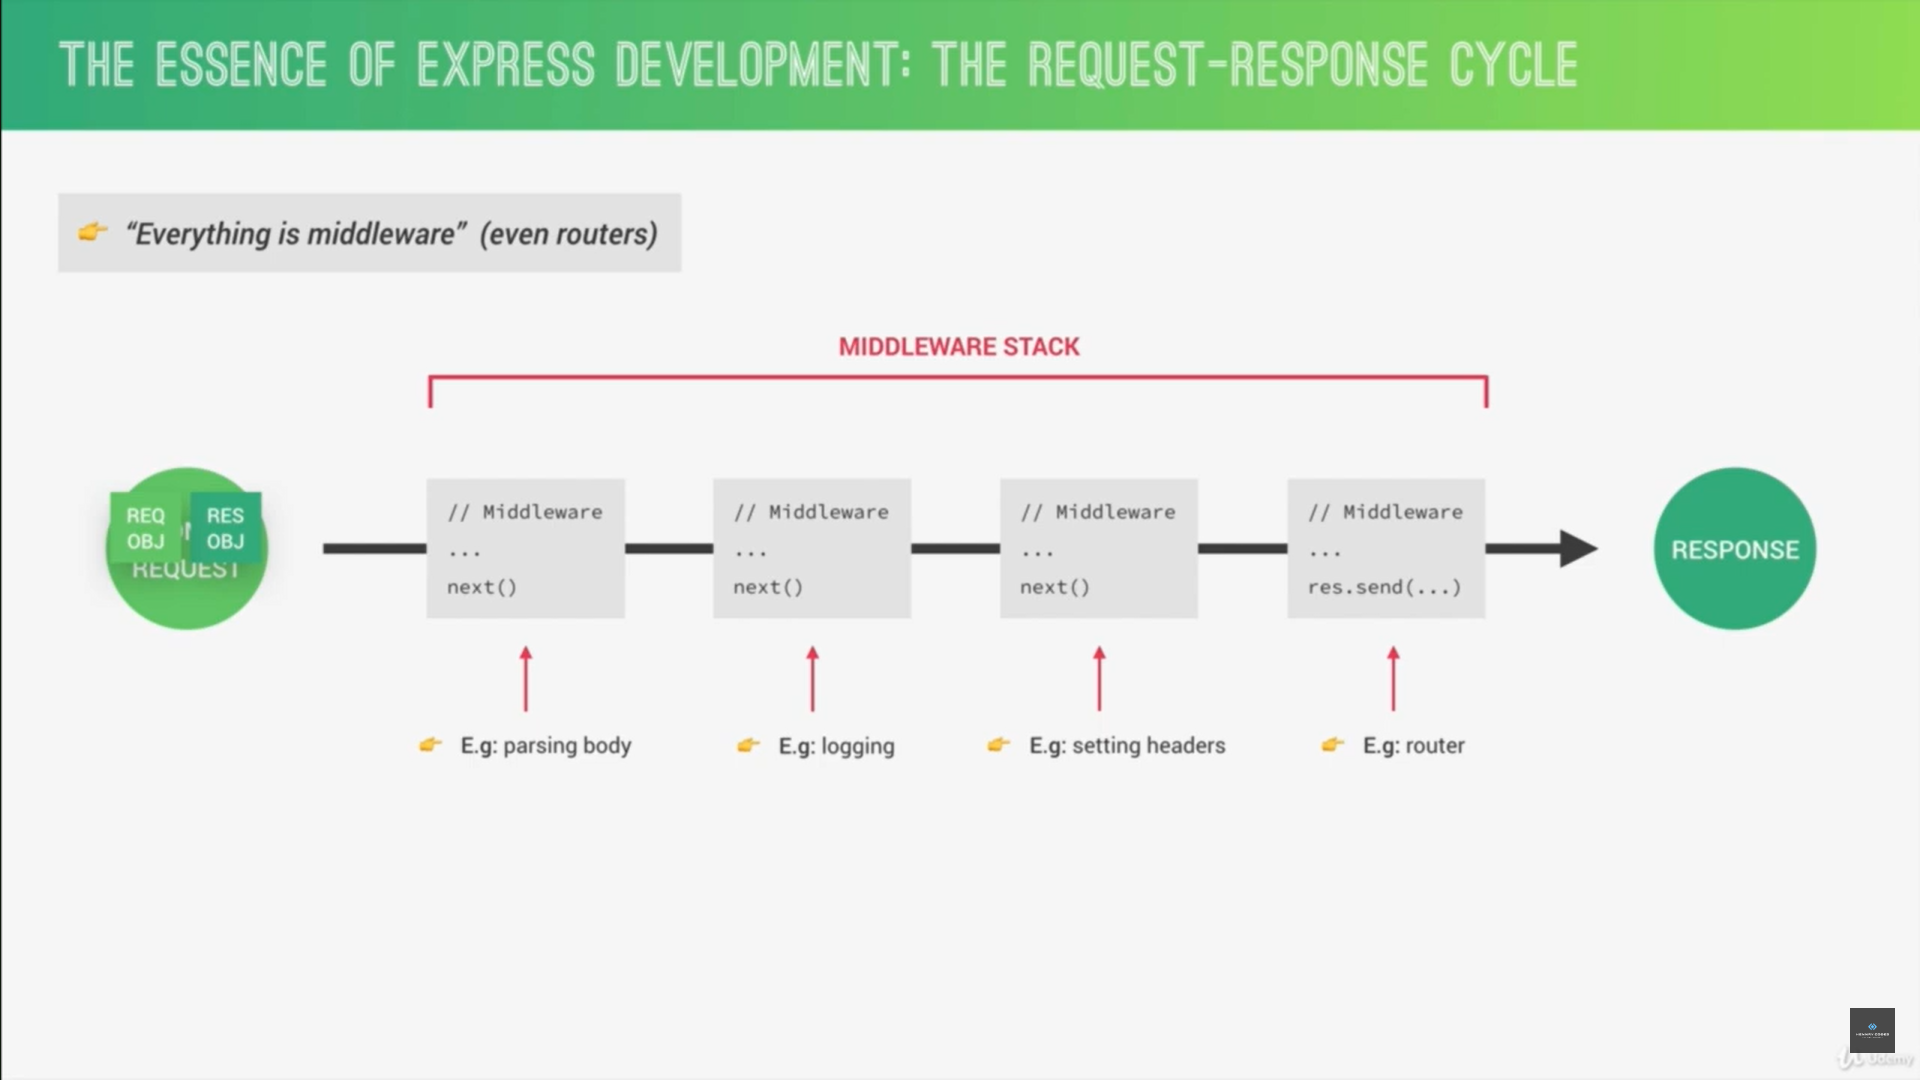 THE ESSENCE OF EXPRESS DEVELOPMENT: THE REQUEST-RESPONSE CYCLE
👉 “Everything is middleware” (even routers)
MIDDLEWARE STACK
REQ OBJ
RES OBJ
REQUEST
// Middleware
...
next()
// Middleware
...
next()
// Middleware
...
next()
// Middleware
...
res.send(...)
RESPONSE
👉 E.g: parsing body
👉 E.g: logging
👉 E.g: setting headers
👉 E.g: router
Udemy